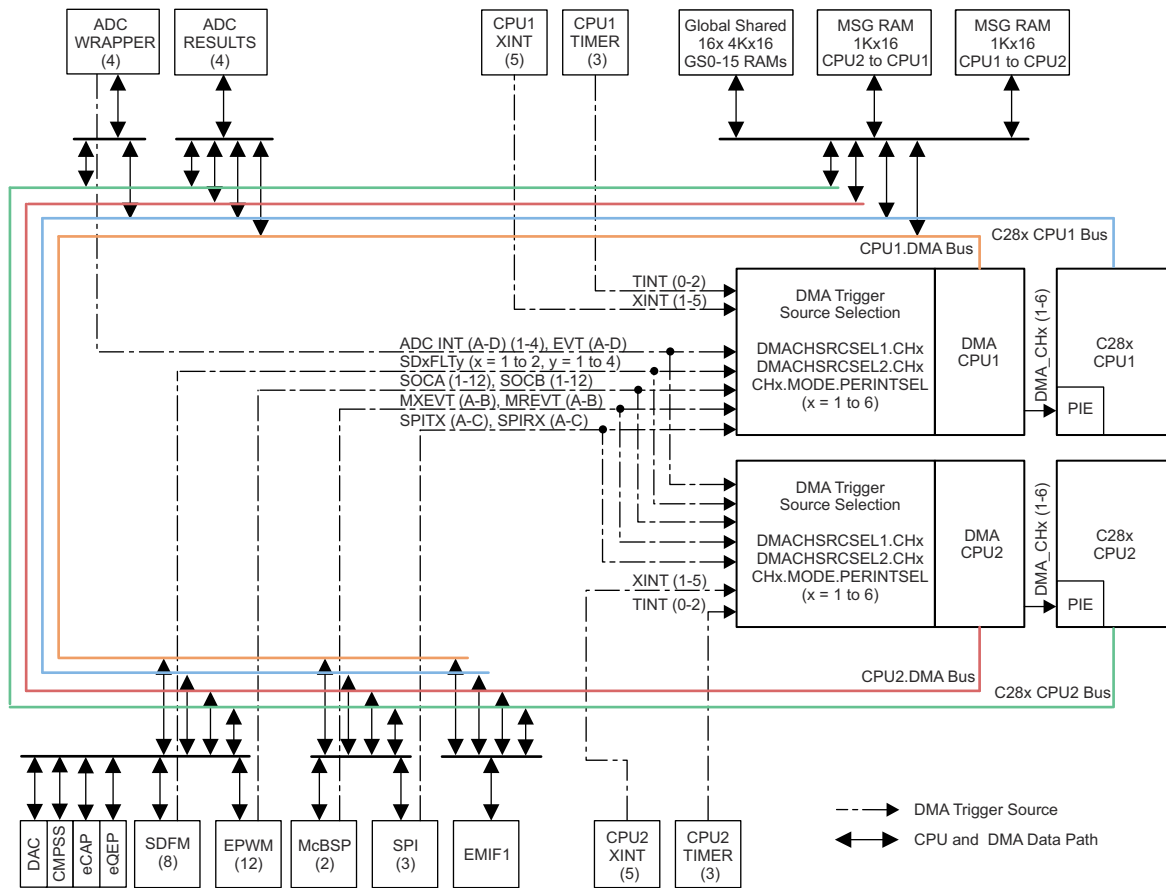 ADC
WRAPPER
(4)
ADC
RESULTS
(4)
CPU1
XINT
(5)
CPU1
TIMER
(3)
Global Shared
16x 4Kx16
GS0-15 RAMs
MSG RAM
1Kx16
CPU2 to CPU1
MSG RAM
1Kx16
CPU1 to CPU2
C28x CPU1 Bus
CPU1.DMA Bus
TINT (0-2)
XINT (1-5)
ADC INT (A-D) (1-4), EVT (A-D)
SDxFLTy (x = 1 to 2, y = 1 to 4)
SOCA (1-12), SOCB (1-12)
MXEVT (A-B), MREVT (A-B)
SPITX (A-C), SPIRX (A-C)
DMA Trigger
Source Selection
DMACHSRCSEL1.CHx
DMACHSRCSEL2.CHx
CHx.MODE.PERINTSEL
(x = 1 to 6)
DMA
CPU1
DMA_CHx (1-6)
C28x
CPU1
PIE
DMA Trigger
Source Selection
DMACHSRCSEL1.CHx
DMACHSRCSEL2.CHx
CHx.MODE.PERINTSEL
(x = 1 to 6)
DMA
CPU2
DMA_CHx (1-6)
C28x
CPU2
PIE
XINT (1-5)
TINT (0-2)
CPU2.DMA Bus
C28x CPU2 Bus
DAC
CMPSS
eCAP
eQEP
SDFM
(8)
EPWM
(12)
McBSP
(2)
SPI
(3)
EMIF1
CPU2
XINT
(5)
CPU2
TIMER
(3)
DMA Trigger Source
CPU and DMA Data Path